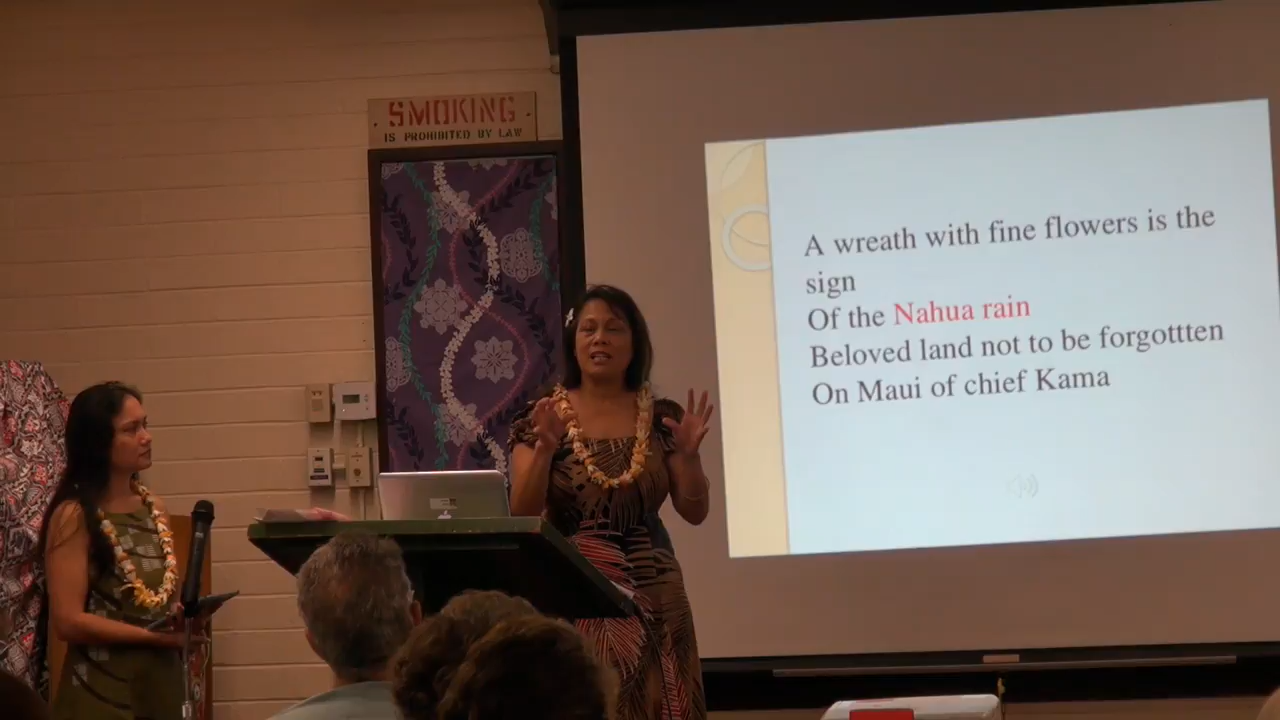 SMOKING
IS PROHIBITED BY LAW
A wreath with fine flowers is the
sign
Of the Nahua rain
Beloved land not to be forgottten
On Maui of chief Kama